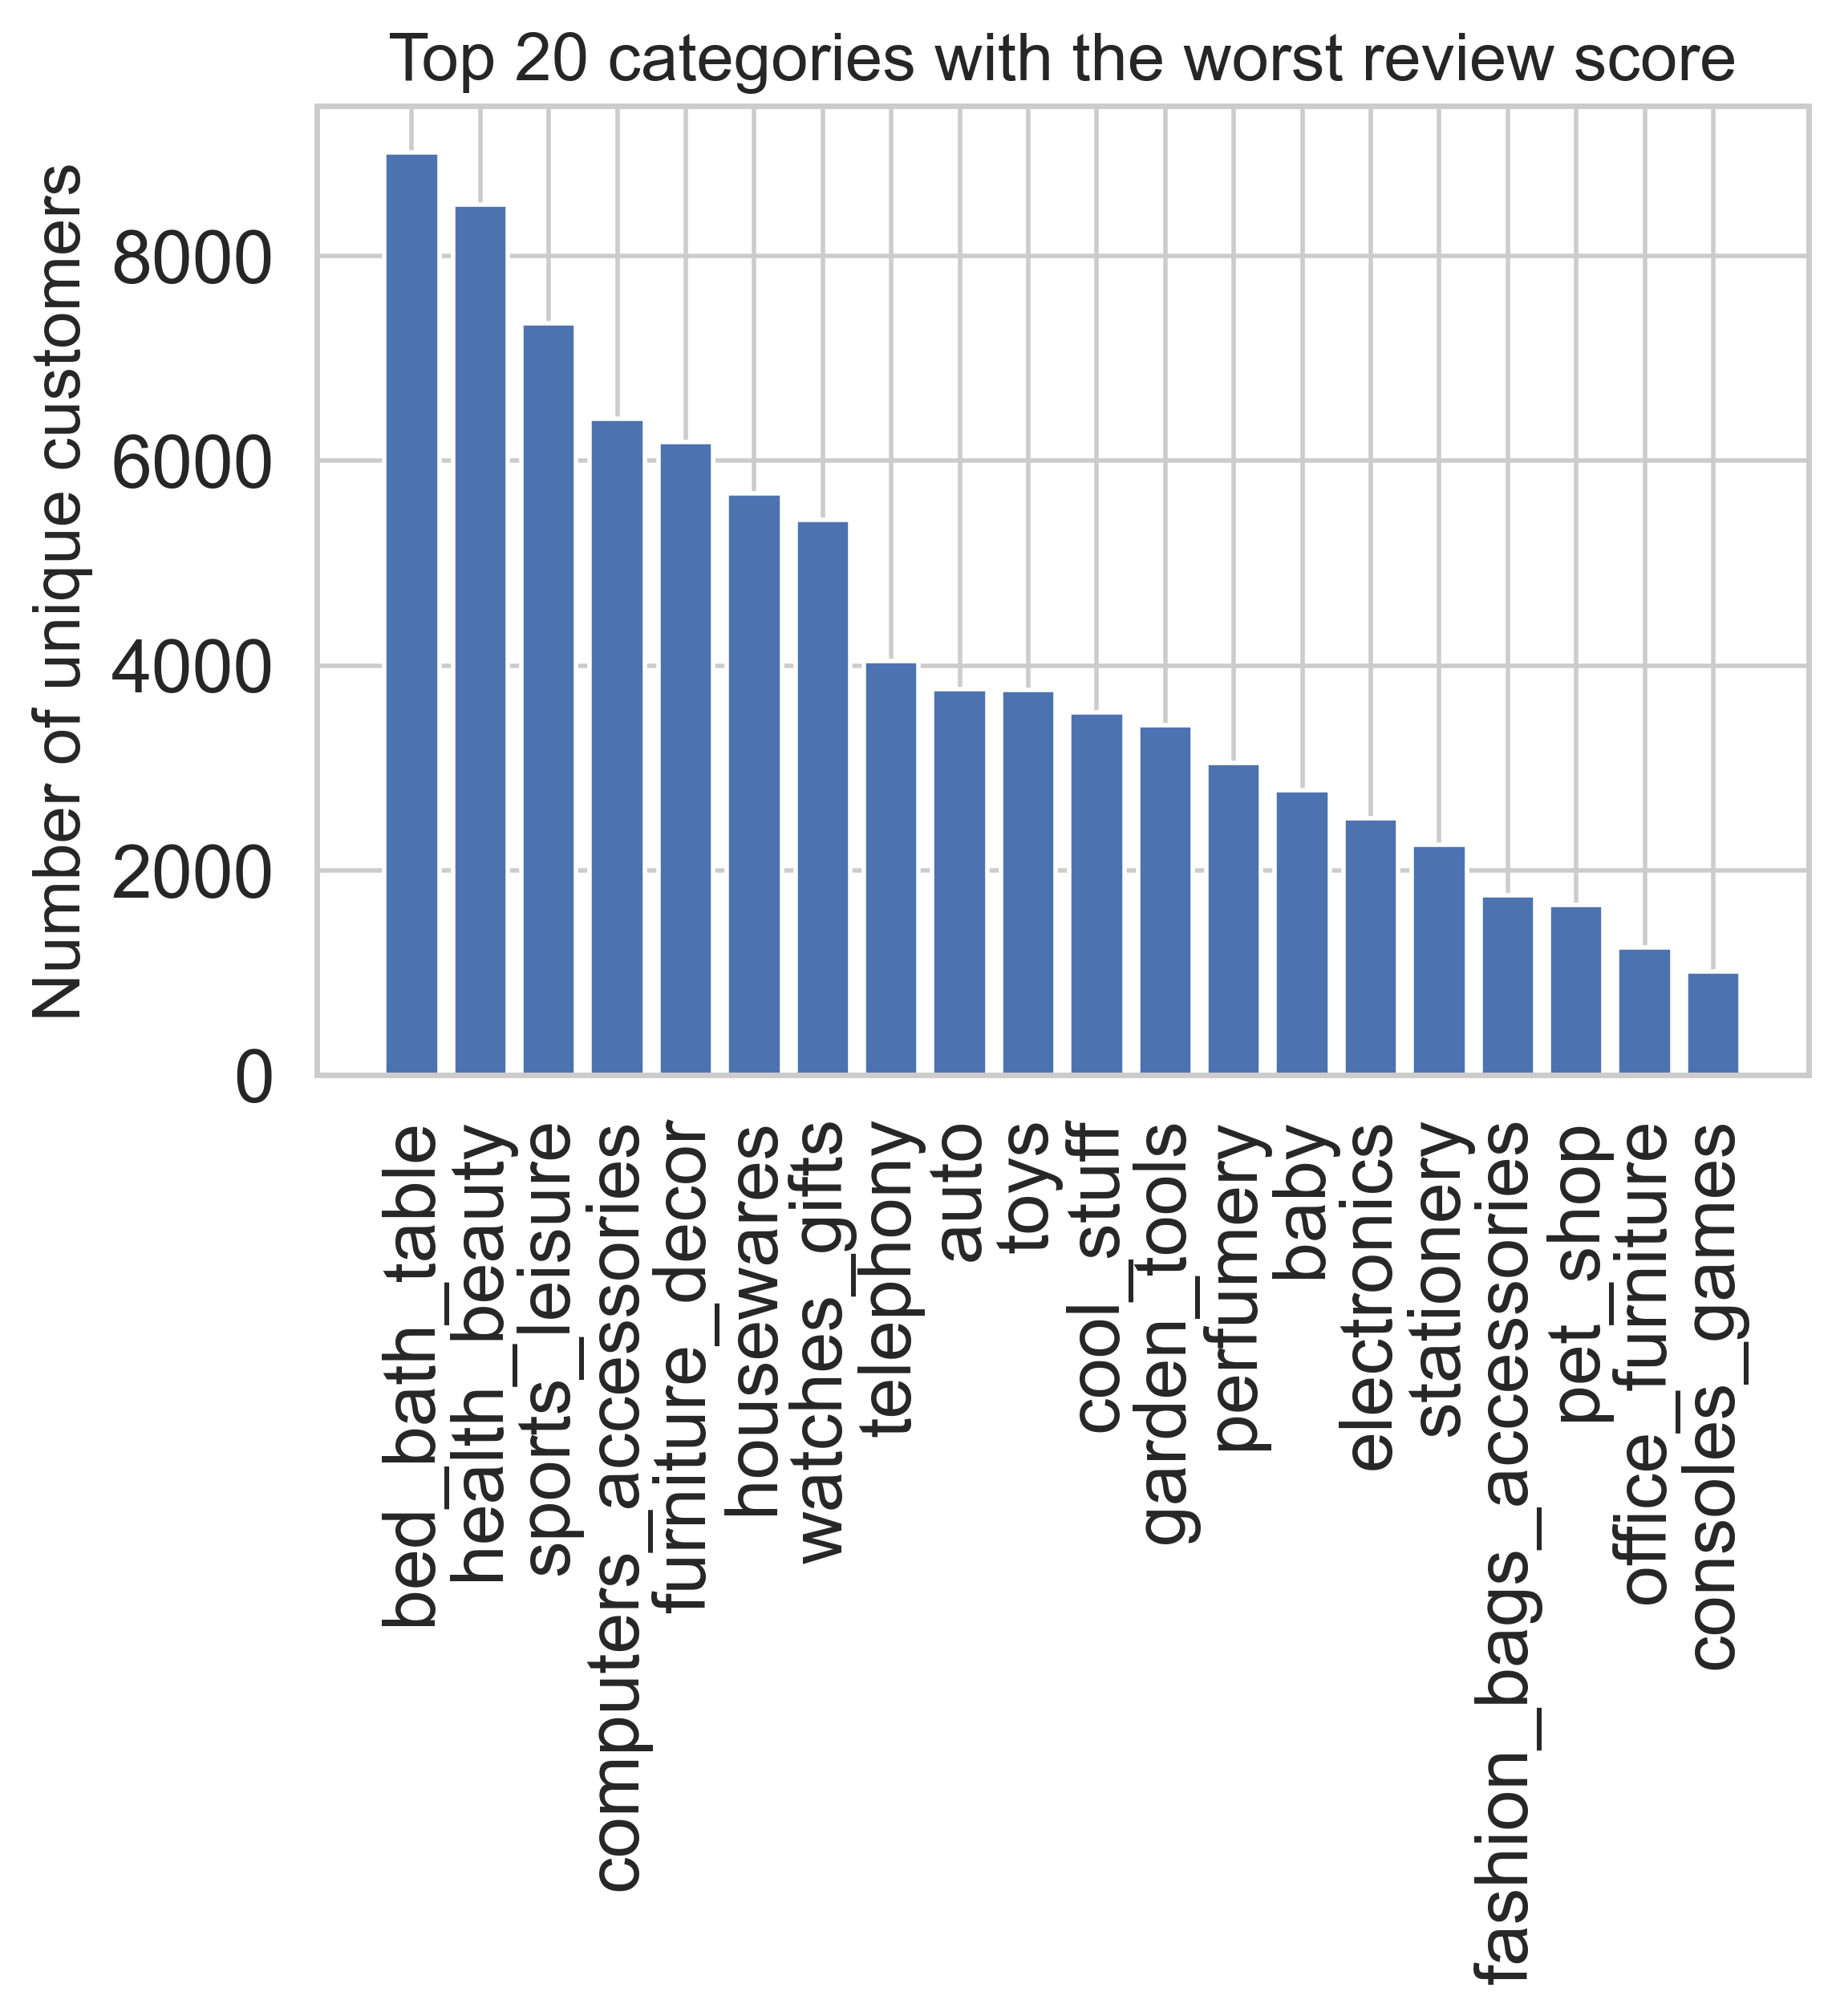 Top 20 categories with the worst review score
Number of unique customers
8000
6000
4000
2000
0
bed_bath_table
health_beauty
sports_leisure
computers_accessories
furniture_decor
housewares
watches_gifts
telephony
auto
toys
cool_stuff
garden_tools
perfumery
baby
electronics
stationery
fashion_bags_accessories
pet_shop
office_furniture
consoles_games